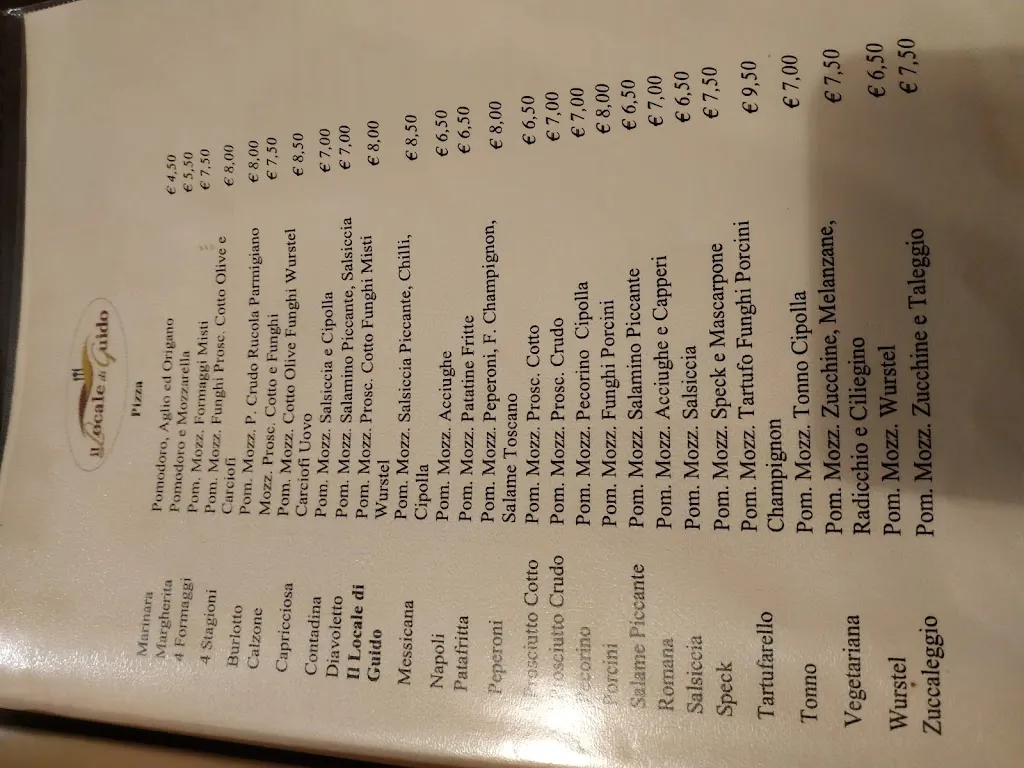 Il Locale di Guido
Pizza
Marinara Pomodoro, Aglio ed Origano € 4,50
Margherita Pomodoro e Mozzarella € 5,50
4 Formaggi Pom. Mozz. Formaggi Misti € 7,50
4 Stagioni Pom. Mozz. Funghi Prosc. Cotto Olive e € 8,00
Carciofi
Burlotto Pom. Mozz. P. Crudo Rucola Parmigiano € 8,00
Calzone Mozz. Prosc. Cotto e Funghi € 7,50
Capricciosa Pom. Mozz. Cotto Olive Funghi Wurstel € 8,50
Carciofi Uovo
Contadina Pom. Mozz. Salsiccia e Cipolla € 7,00
Diavoletto Pom. Mozz. Salamino Piccante, Salsiccia € 7,00
Il Locale di Pom. Mozz. Prosc. Cotto Funghi Misti € 8,00
Guido Wurstel
Messicana Pom. Mozz. Salsiccia Piccante, Chilli, € 8,50
Cipolla
Napoli Pom. Mozz. Acciughe € 6,50
Patafritta Pom. Mozz. Patatine Fritte € 6,50
Peperoni Pom. Mozz. Peperoni, F. Champignon, € 8,00
Salame Toscano
Prosciutto Cotto Pom. Mozz. Prosc. Cotto € 6,50
Prosciutto Crudo Pom. Mozz. Prosc. Crudo € 7,00
Pecorino Pom. Mozz. Pecorino Cipolla € 7,00
Porcini Pom. Mozz. Funghi Porcini € 8,00
Salame Piccante Pom. Mozz. Salamino Piccante € 6,50
Romana Pom. Mozz. Acciughe e Capperi € 7,00
Salsiccia Pom. Mozz. Salsiccia € 6,50
Speck Pom. Mozz. Speck e Mascarpone € 7,50
Tartufarello Pom. Mozz. Tartufo Funghi Porcini € 9,50
Champignon
Tonno Pom. Mozz. Tonno Cipolla € 7,00
Vegetariana Pom. Mozz. Zucchine, Melanzane, € 7,50
Radicchio e Ciliegino
Wurstel Pom. Mozz. Wurstel € 6,50
Zuccaleggio Pom. Mozz. Zucchine e Taleggio € 7,50